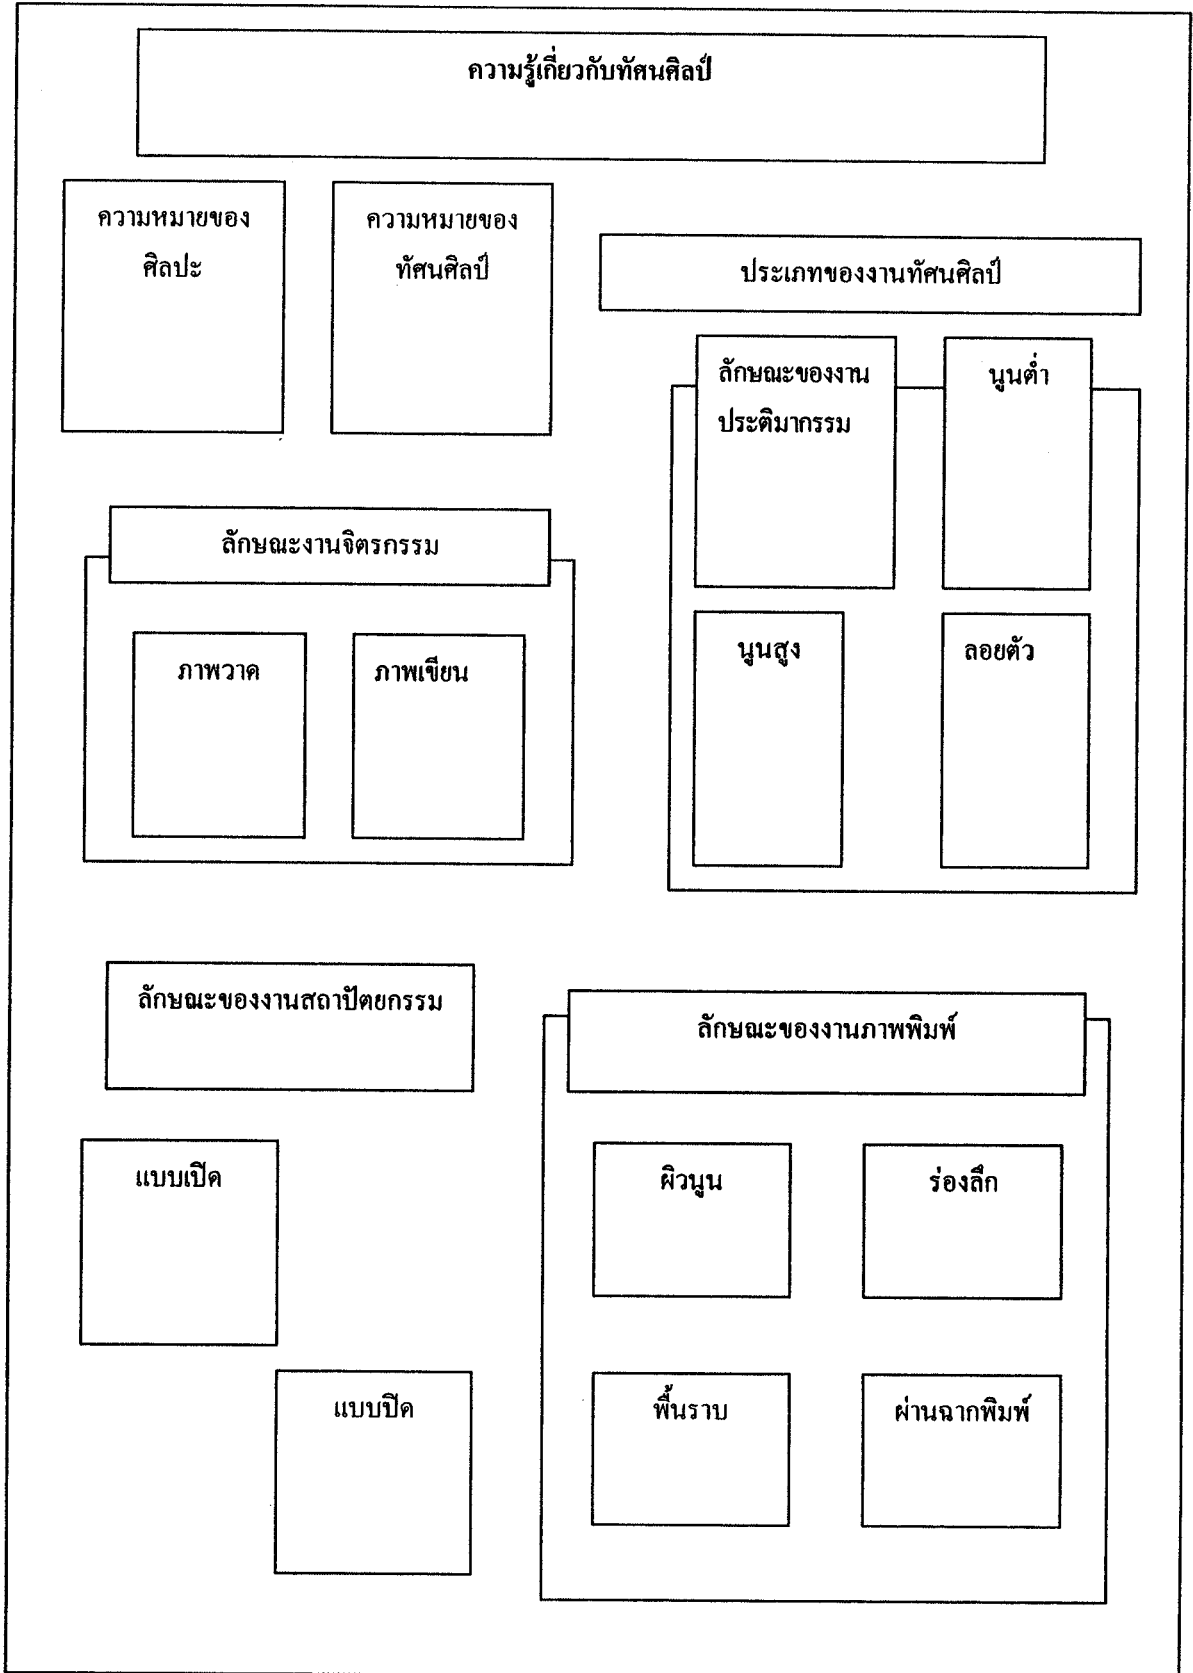 ความรู้เกี่ยวกับทัศนศิลป์
ความหมายของ
ศิลปะ
ความหมายของ
ทัศนศิลป์
ประเภทของงานทัศนศิลป์
ลักษณะของงาน
ประติมากรรม
นูนต่ำ
นูนสูง
ลอยตัว
ลักษณะงานจิตรกรรม
ภาพวาด
ภาพเขียน
ลักษณะของงานสถาปัตยกรรม
แบบเปิด
แบบปิด
ลักษณะของงานภาพพิมพ์
ผิวนูน
ร่องลึก
พื้นราบ
ผ่านฉากพิมพ์